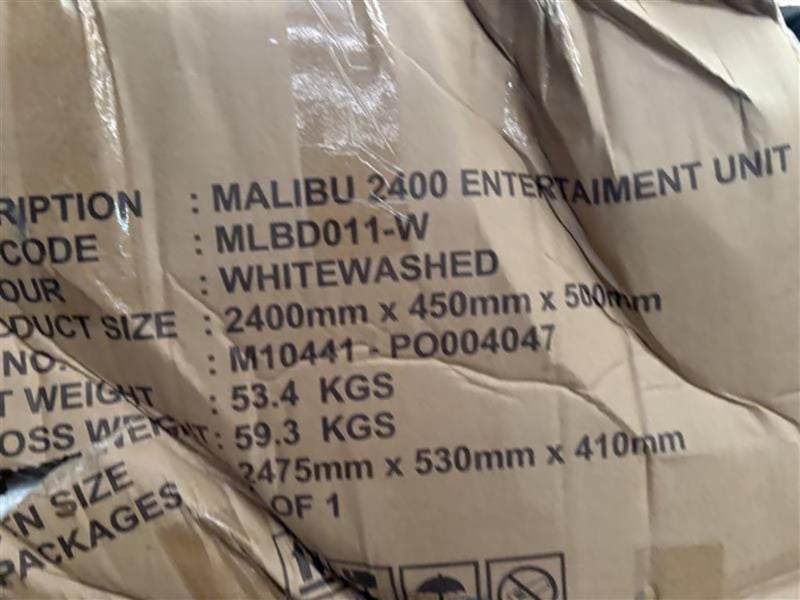 RIPTION : MALIBU 2400 ENTERTAIMENT UNIT
CODE : MLBD011-W
OUR : WHITEWASHED
DUCT SIZE : 2400mm x 450mm x 500mm
NO. : M10441 - PO004047
T WEIGHT : 53.4 KGS
OSS WEIGHT : 59.3 KGS
TN SIZE 2475mm x 530mm x 410mm
PACKAGES OF 1